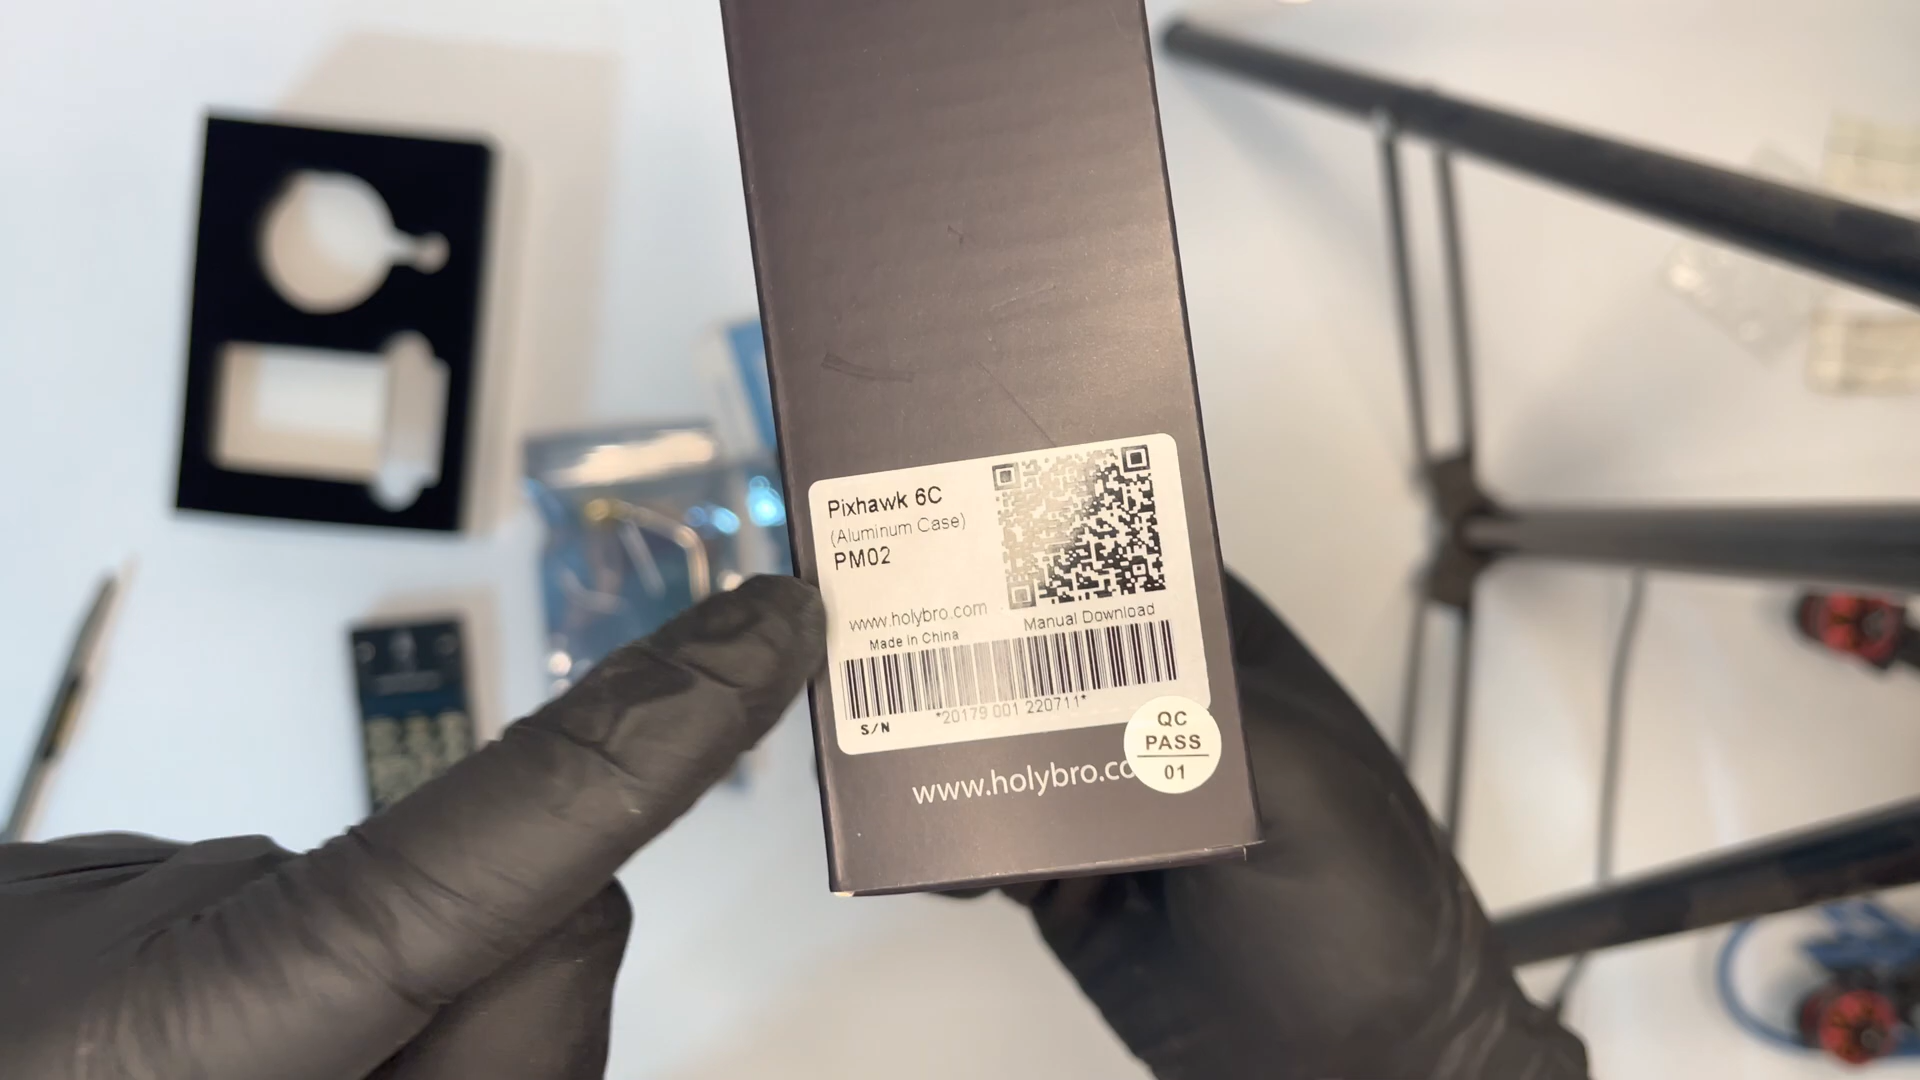 Pixhawk 6C
(Aluminum Case)
PM02
www.holybro.com
Made in China
Manual Download
S/N
*20179 001 220711*
www.holybro.co
QC
PASS
01